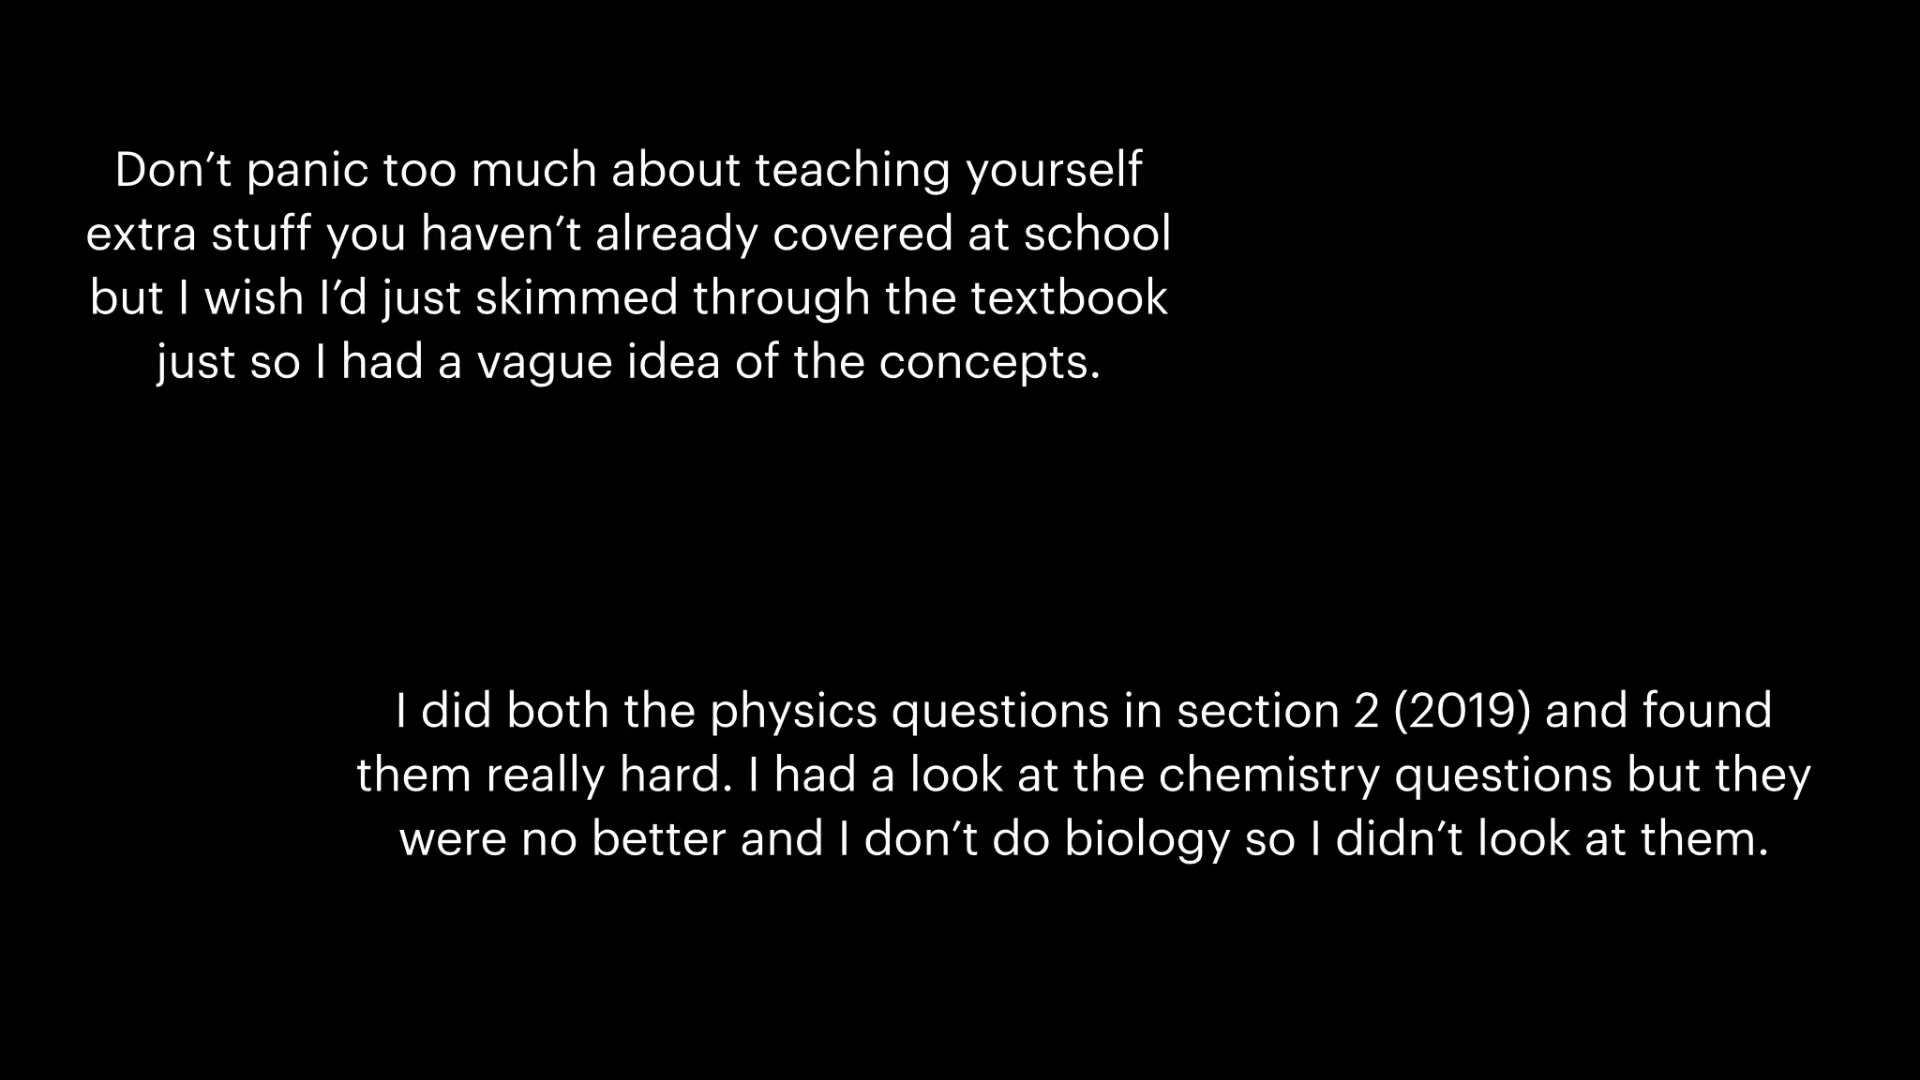 Don’t panic too much about teaching yourself
extra stuff you haven’t already covered at school
but I wish I’d just skimmed through the textbook
just so I had a vague idea of the concepts.
I did both the physics questions in section 2 (2019) and found
them really hard. I had a look at the chemistry questions but they
were no better and I don’t do biology so I didn’t look at them.